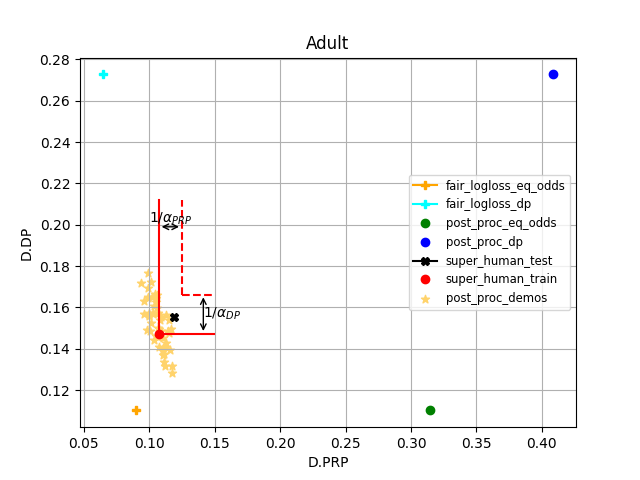 Adult
0.28
0.26
0.24
0.22
0.20
0.18
0.16
0.14
0.12
D.DP
1/α_PRP
1/α_DP
fair_logloss_eq_odds
fair_logloss_dp
post_proc_eq_odds
post_proc_dp
super_human_test
super_human_train
post_proc_demos
0.05 0.10 0.15 0.20 0.25 0.30 0.35 0.40
D.PRP